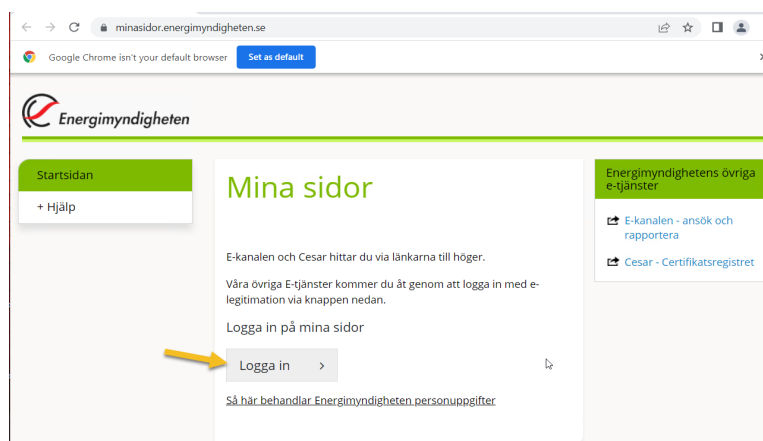 minasidor.energimyndigheten.se
Google Chrome isn't your default browser Set as default
Energimyndigheten
Startsidan
+ Hjälp
Mina sidor
E-kanalen och Cesar hittar du via länkarna till höger.
Våra övriga E-tjänster kommer du åt genom att logga in med e-
legitimation via knappen nedan.
Logga in på mina sidor
Logga in
Så här behandlar Energimyndigheten personuppgifter
Energimyndighetens övriga
e-tjänster
E-kanalen - ansök och
rapportera
Cesar - Certifikatsregistret